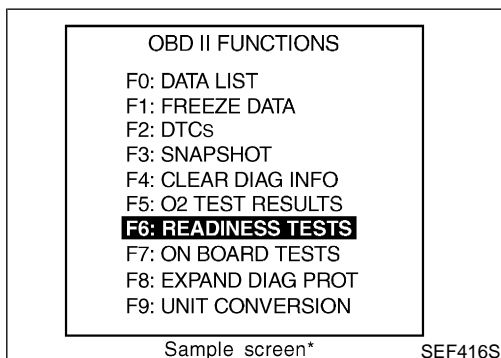 OBD II FUNCTIONS
F0: DATA LIST
F1: FREEZE DATA
F2: DTCs
F3: SNAPSHOT
F4: CLEAR DIAG INFO
F5: O2 TEST RESULTS
F6: READINESS TESTS
F7: ON BOARD TESTS
F8: EXPAND DIAG PROT
F9: UNIT CONVERSION
Sample screen*
SEF416S